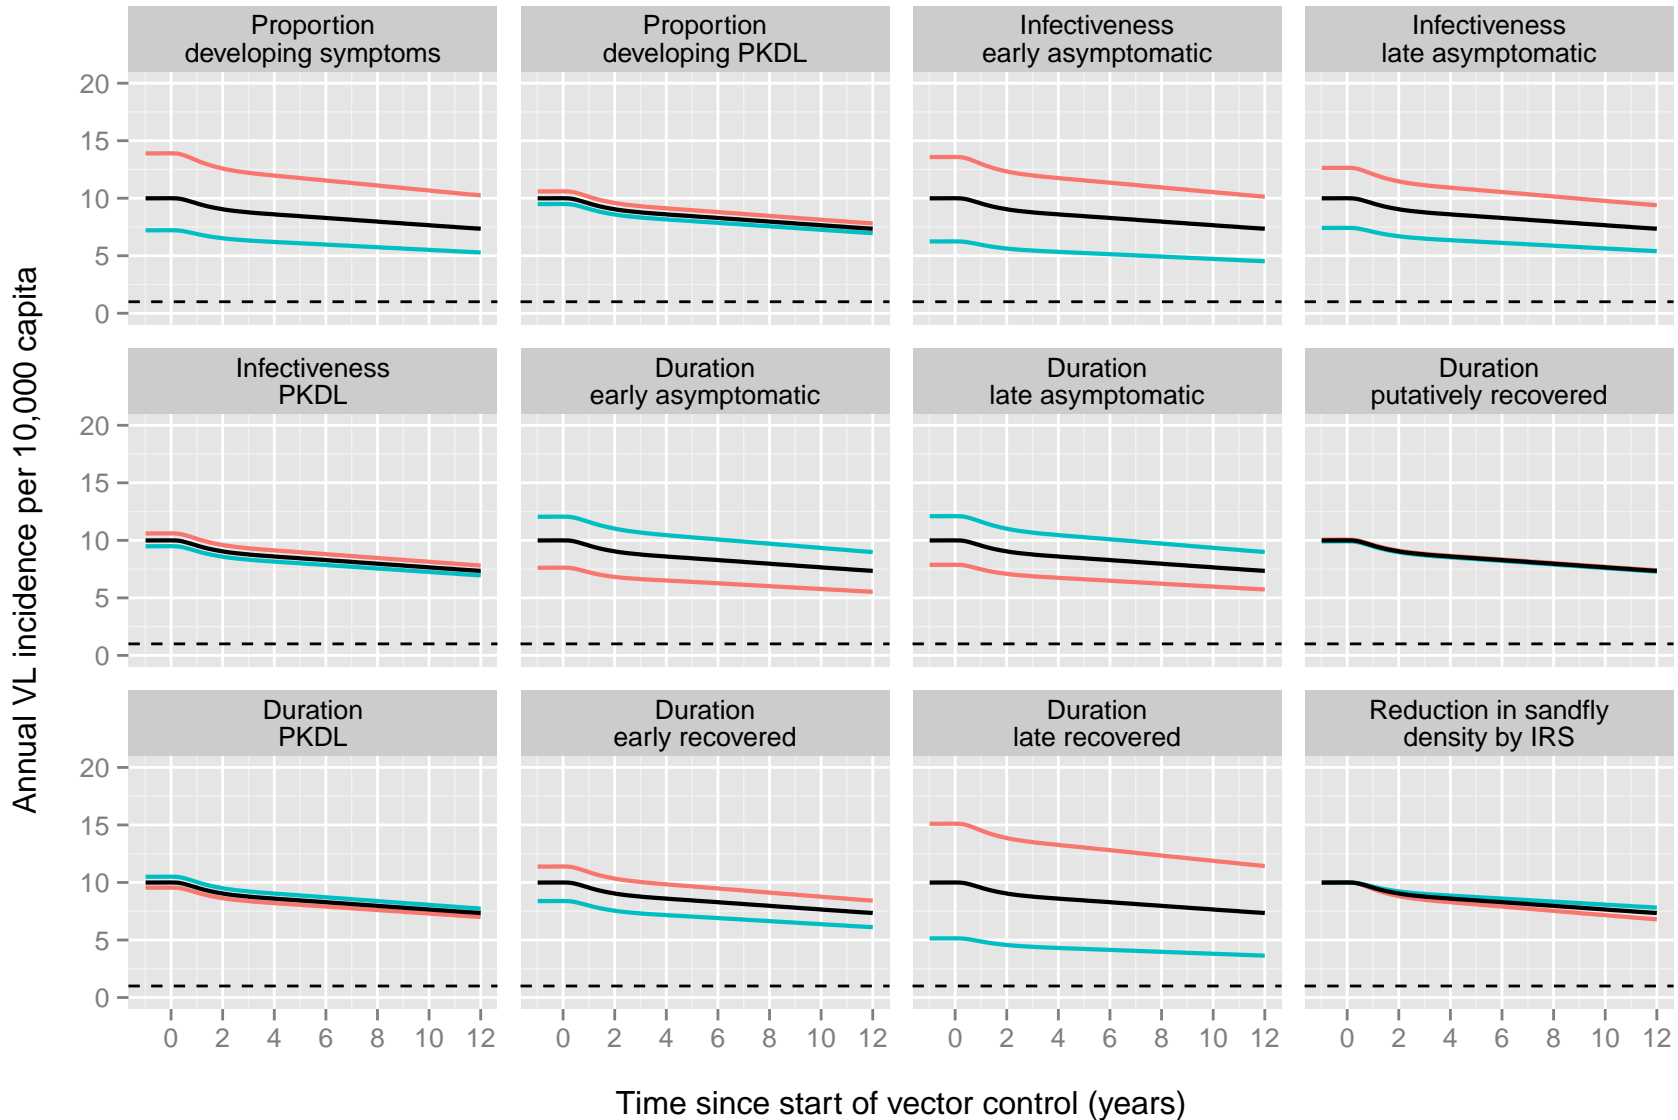 Proportion
developing symptoms
Proportion
developing PKDL
Infectiveness
early asymptomatic
Infectiveness
late asymptomatic
20
15
10
5
0
Infectiveness
PKDL
Duration
early asymptomatic
Duration
late asymptomatic
Duration
putatively recovered
20
15
10
5
0
Duration
PKDL
Duration
early recovered
Duration
late recovered
Reduction in sandfly
density by IRS
20
15
10
5
0
0 2 4 6 8 10 12
0 2 4 6 8 10 12
0 2 4 6 8 10 12
0 2 4 6 8 10 12
Annual VL incidence per 10,000 capita
Time since start of vector control (years)